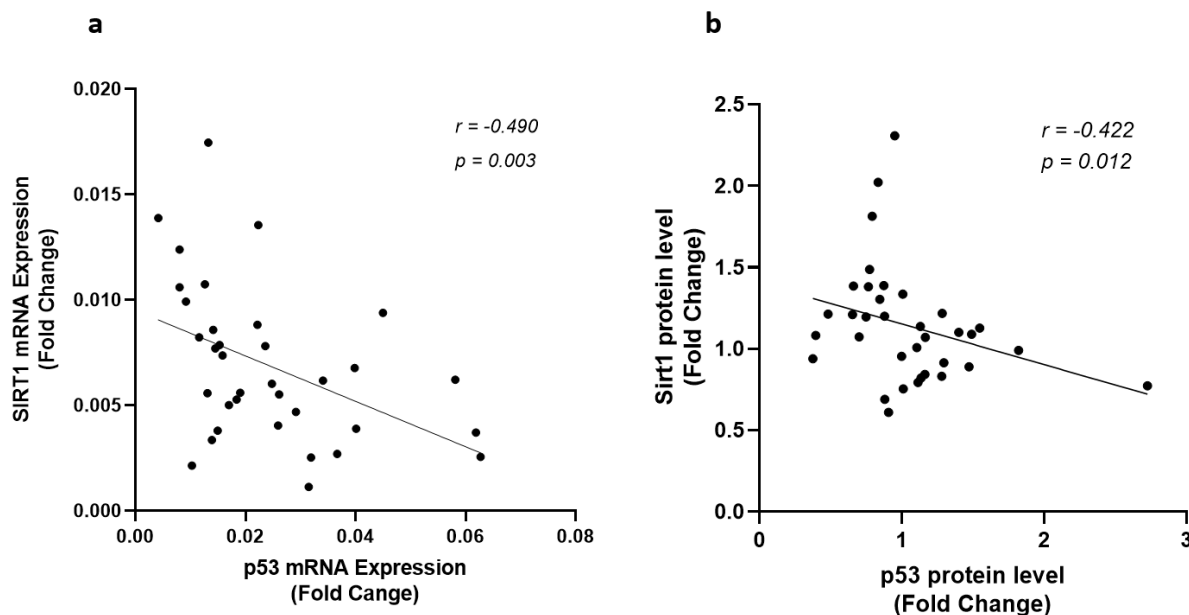 a
SIRT1 mRNA Expression
(Fold Change)
0.020
0.015
0.010
0.005
0.000
r = -0.490
p = 0.003
0.00 0.02 0.04 0.06 0.08
p53 mRNA Expression
(Fold Cange)
b
Sirt1 protein level
(Fold Change)
2.5
2.0
1.5
1.0
0.5
0.0
r = -0.422
p = 0.012
0 1 2 3
p53 protein level
(Fold Change)